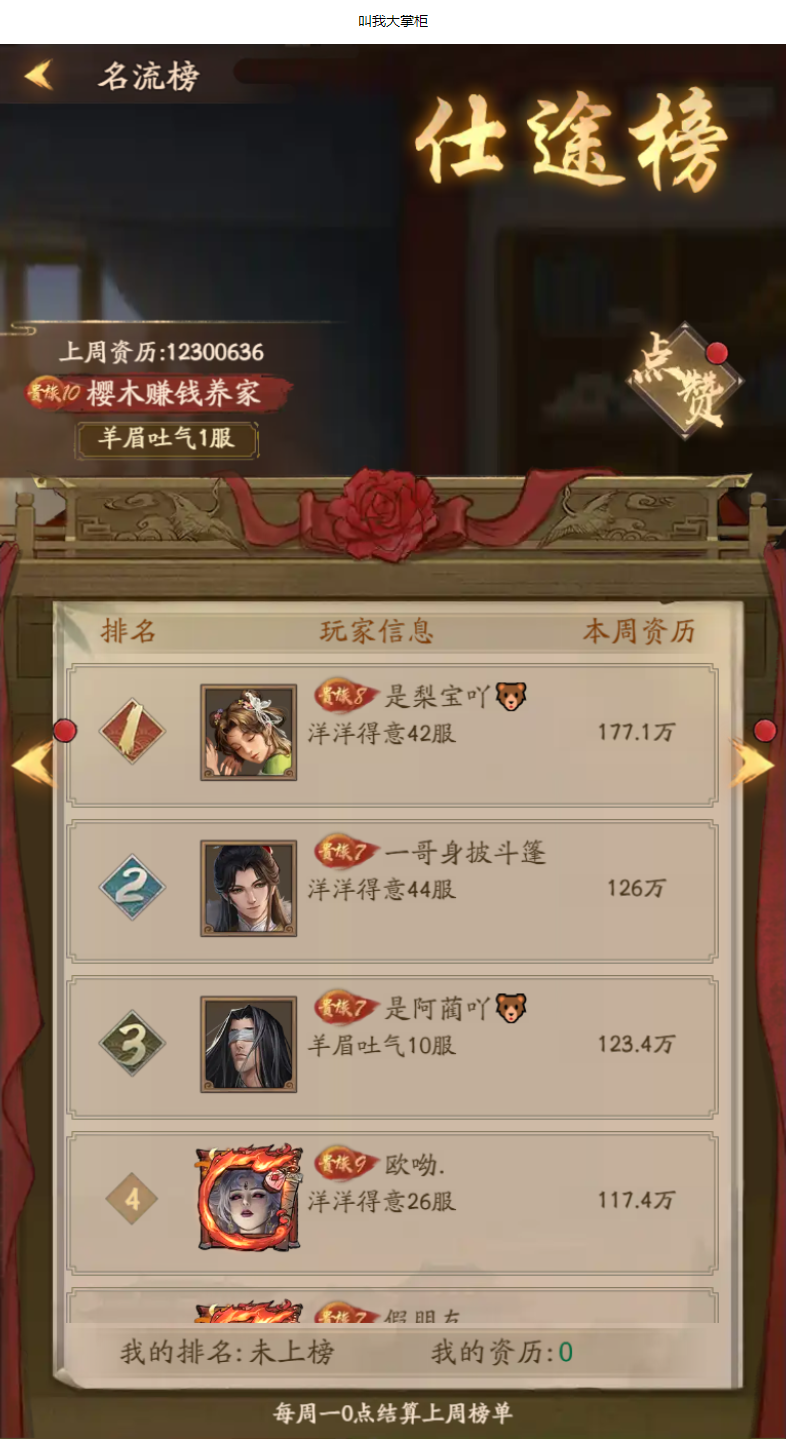 叫我大掌柜
名流榜
仕途榜
上周资历:12300636
贵族10 樱木赚钱养家
羊眉吐气1服
点赞
排名 玩家信息 本周资历
1 贵族8 是梨宝吖🐻
洋洋得意42服 177.1万
2 贵族7 一哥身披斗篷
洋洋得意44服 126万
3 贵族7 是阿蔺吖🐻
羊眉吐气10服 123.4万
4 贵族9 欧呦.
洋洋得意26服 117.4万
贵族7 假朋友
我的排名:未上榜 我的资历:0
每周一0点结算上周榜单